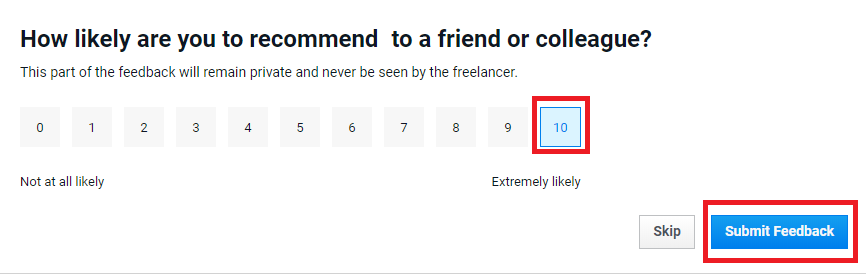 How likely are you to recommend  to a friend or colleague?
This part of the feedback will remain private and never be seen by the freelancer.
0 1 2 3 4 5 6 7 8 9 10
Not at all likely Extremely likely
Skip Submit Feedback